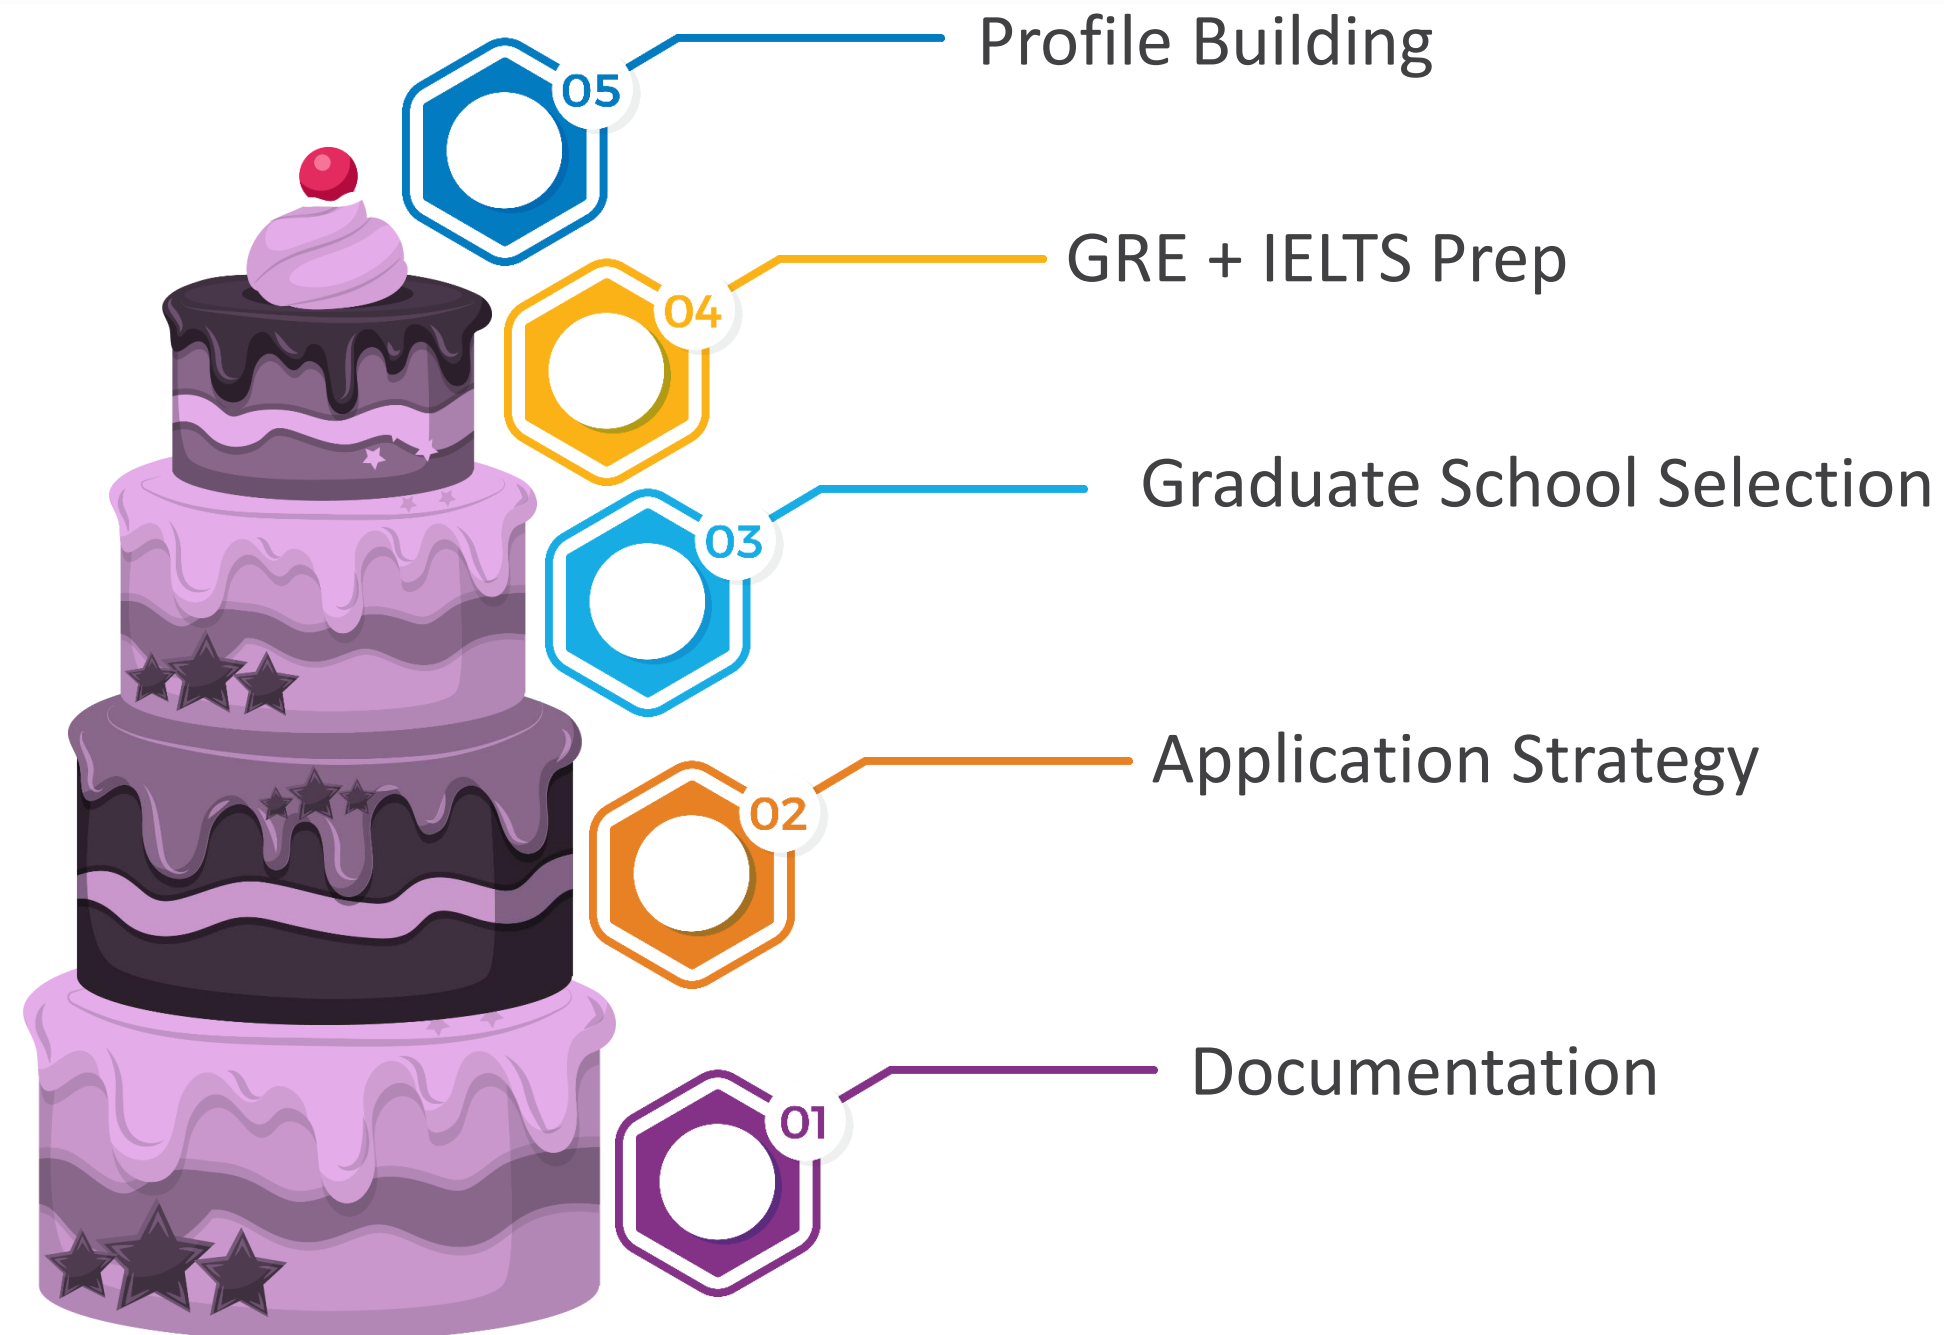 05 Profile Building
04 GRE + IELTS Prep
03 Graduate School Selection
02 Application Strategy
01 Documentation